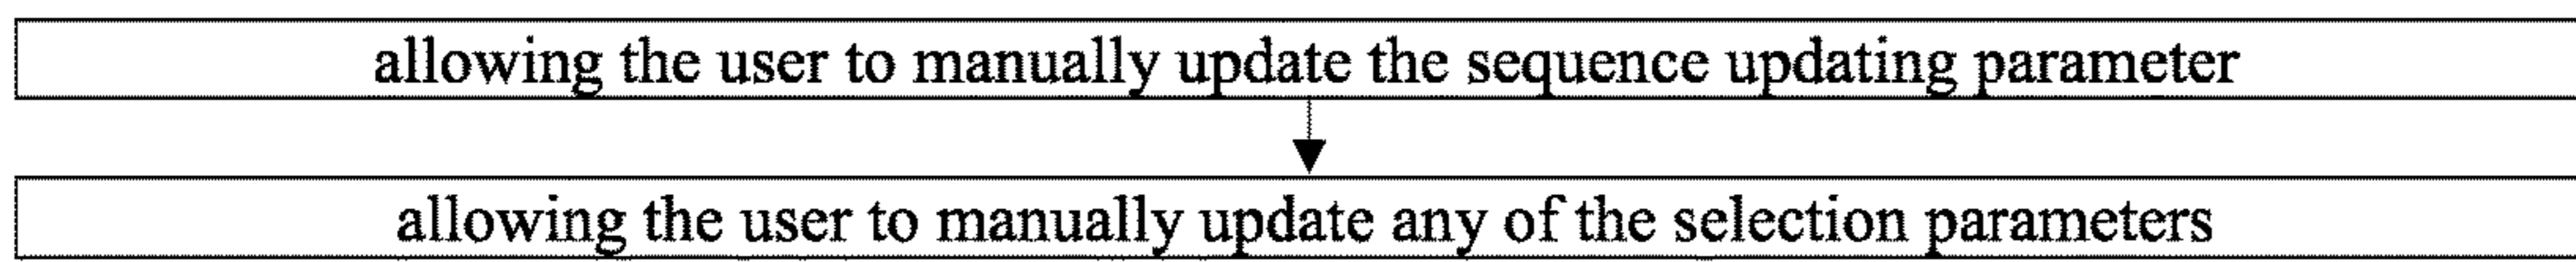 allowing the user to manually update the sequence updating parameter
allowing the user to manually update any of the selection parameters